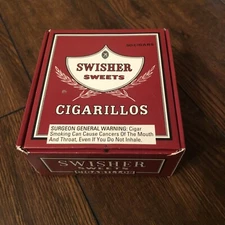 SWISHER
SWEETS
CIGARILLOS
SURGEON GENERAL WARNING: Cigar
Smoking Can Cause Cancers Of The Mouth
And Throat, Even If You Do Not Inhale.
SWISHER
SWEETS